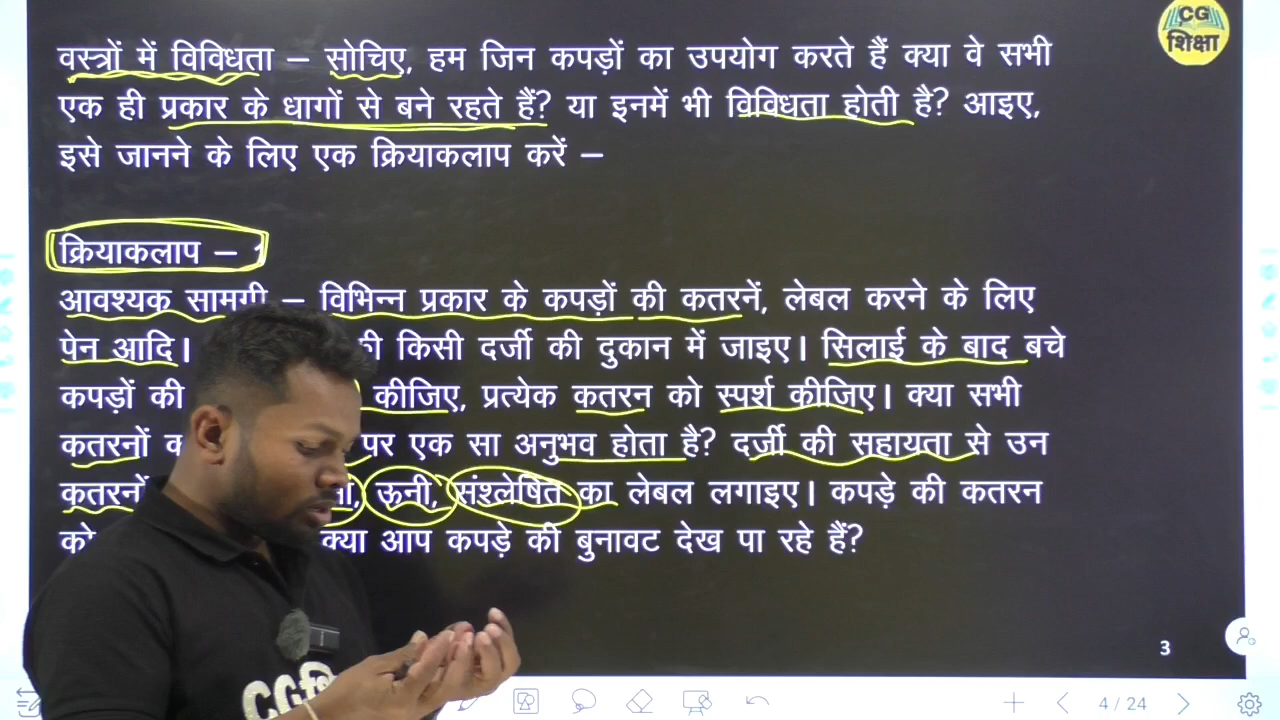 CG
शिक्षा
वस्त्रों में विविधता – सोचिए, हम जिन कपड़ों का उपयोग करते हैं क्या वे सभी
एक ही प्रकार के धागों से बने रहते हैं? या इनमें भी विविधता होती है? आइए,
इसे जानने के लिए एक क्रियाकलाप करें –
क्रियाकलाप –
आवश्यक सामग्री – विभिन्न प्रकार के कपड़ों की कतरनें, लेबल करने के लिए
पेन आदि। किसी दर्जी की दुकान में जाइए। सिलाई के बाद बचे
कपड़ों की कीजिए, प्रत्येक कतरन को स्पर्श कीजिए। क्या सभी
कतरनों पर एक सा अनुभव होता है? दर्जी की सहायता से उन
कतरनों ऊनी, संश्लेषित का लेबल लगाइए। कपड़े की कतरन
को क्या आप कपड़े की बुनावट देख पा रहे हैं?
3
4 / 24